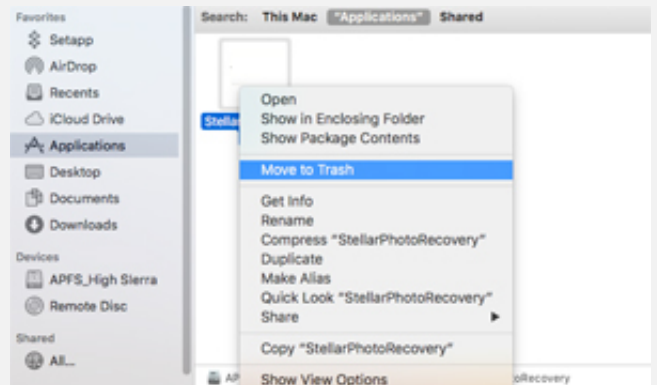 Favorites
Setapp
AirDrop
Recents
iCloud Drive
Applications
Desktop
Documents
Downloads
Devices
APFS_High Sierra
Remote Disc
Shared
All...
Search: This Mac "Applications" Shared
Stella
Open
Show in Enclosing Folder
Show Package Contents
Move to Trash
Get Info
Rename
Compress "StellarPhotoRecovery"
Duplicate
Make Alias
Quick Look "StellarPhotoRecovery"
Share
Copy "StellarPhotoRecovery"
Show View Options
AP
oRecovery